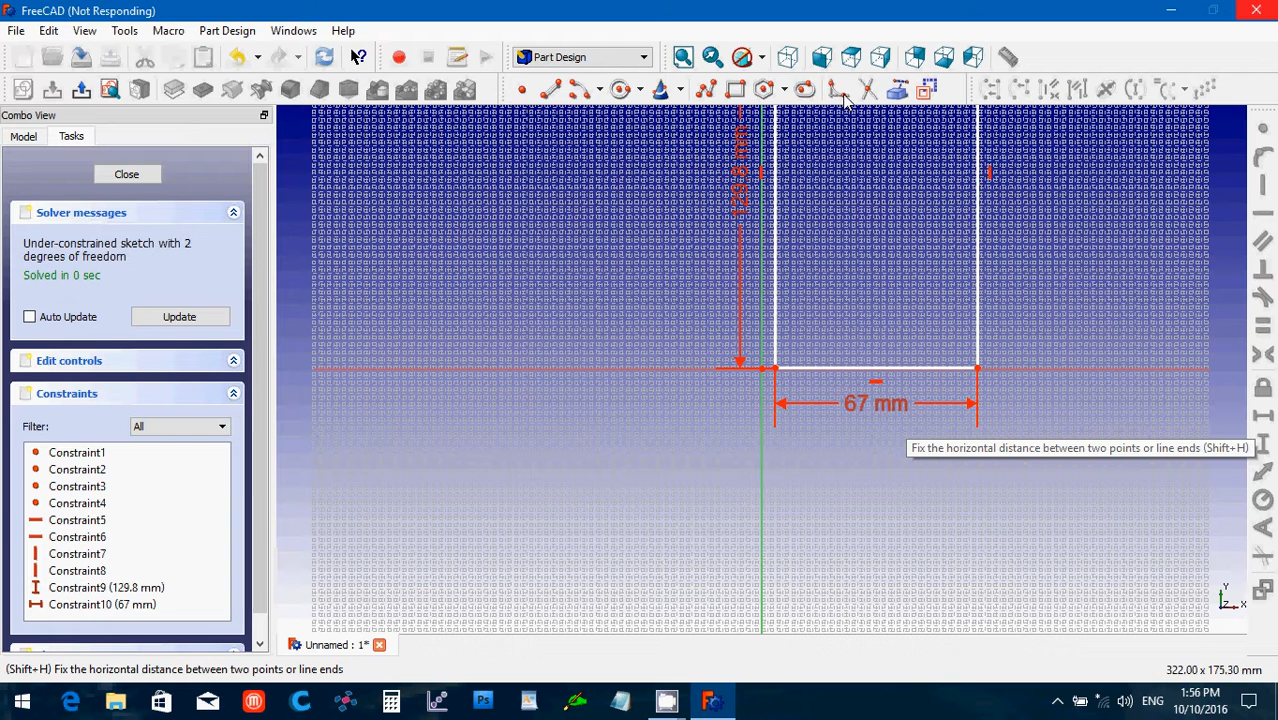 FreeCAD (Not Responding)
File Edit View Tools Macro Part Design Windows Help
Part Design
Combo View
Model Tasks
Close
Solver messages
Under-constrained sketch with 2
degrees of freedom
Solved in 0 sec
Auto Update Update
Edit controls
Constraints
Filter: All
Constraint1
Constraint2
Constraint3
Constraint4
Constraint5
Constraint6
Constraint7
Constraint8
Constraint9 (129.8 mm)
Constraint10 (67 mm)
67 mm
Fix the horizontal distance between two points or line ends (Shift+H)
Y
Z X
Unnamed : 1*
(Shift+H) Fix the horizontal distance between two points or line ends
322.00 x 175.30 mm
ENG
1:56 PM
10/10/2016